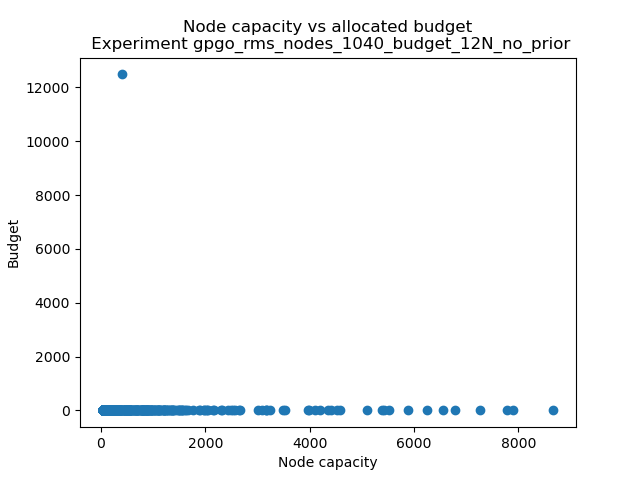 Node capacity vs allocated budget
Experiment gpgo_rms_nodes_1040_budget_12N_no_prior
12000
10000
8000
6000
4000
2000
0
Budget
0 2000 4000 6000 8000
Node capacity